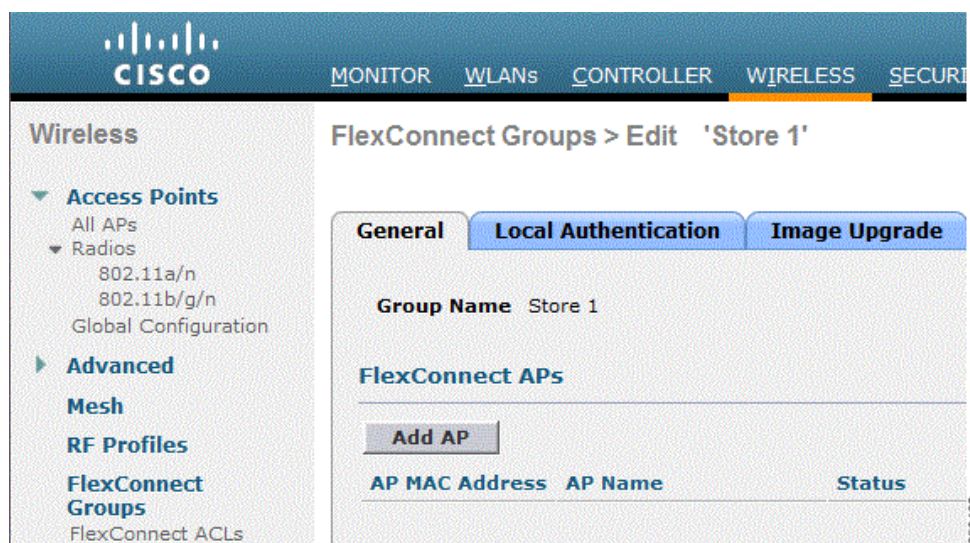 CISCO
MONITOR WLANs CONTROLLER WIRELESS SECURI
Wireless
Access Points
All APs
Radios
802.11a/n
802.11b/g/n
Global Configuration
Advanced
Mesh
RF Profiles
FlexConnect
Groups
FlexConnect ACLs
FlexConnect Groups > Edit 'Store 1'
General Local Authentication Image Upgrade
Group Name Store 1
FlexConnect APs
Add AP
AP MAC Address AP Name Status